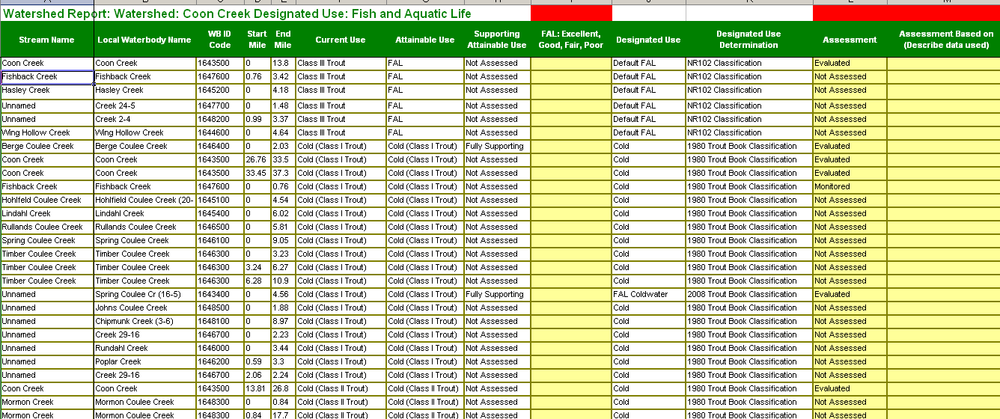 Watershed Report: Watershed: Coon Creek Designated Use: Fish and Aquatic Life
Stream Name Local Waterbody Name WB ID Code Start Mile End Mile Current Use Attainable Use Supporting Attainable Use FAL: Excellent, Good, Fair, Poor Designated Use Designated Use Determination Assessment Assessment Based on (Describe data used)
Coon Creek Coon Creek 1643500 0 13.8 Class III Trout FAL Not Assessed Default FAL NR102 Classification Evaluated
Fishback Creek Fishback Creek 1647600 0.76 3.42 Class III Trout FAL Not Assessed Default FAL NR102 Classification Not Assessed
Hasley Creek Hasley Creek 1645200 0 4.18 Class III Trout FAL Not Assessed Default FAL NR102 Classification Not Assessed
Unnamed Creek 24-5 1647700 0 1.48 Class III Trout FAL Not Assessed Default FAL NR102 Classification Not Assessed
Unnamed Creek 2-4 1648200 0.99 3.37 Class III Trout FAL Not Assessed Default FAL NR102 Classification Not Assessed
Wing Hollow Creek Wing Hollow Creek 1644600 0 4.64 Class III Trout FAL Not Assessed Default FAL NR102 Classification Not Assessed
Berge Coulee Creek Berge Coulee Creek 1646400 0 2.03 Cold (Class I Trout) Cold (Class I Trout) Fully Supporting Cold 1980 Trout Book Classification Evaluated
Coon Creek Coon Creek 1643500 26.76 33.5 Cold (Class I Trout) Cold (Class I Trout) Not Assessed Cold 1980 Trout Book Classification Evaluated
Coon Creek Coon Creek 1643500 33.45 37.3 Cold (Class I Trout) Cold (Class I Trout) Not Assessed Cold 1980 Trout Book Classification Evaluated
Fishback Creek Fishback Creek 1647600 0 0.76 Cold (Class I Trout) Cold (Class I Trout) Not Assessed Cold 1980 Trout Book Classification Monitored
Hohlfeld Coulee Creek Hohlfield Coulee Creek (20- 1645100 0 4.54 Cold (Class I Trout) Cold (Class I Trout) Not Assessed Cold 1980 Trout Book Classification Not Assessed
Lindahl Creek Lindahl Creek 1645400 0 6.02 Cold (Class I Trout) Cold (Class I Trout) Not Assessed Cold 1980 Trout Book Classification Not Assessed
Rullands Coulee Creek Rullands Coulee Creek 1646500 0 5.81 Cold (Class I Trout) Cold (Class I Trout) Not Assessed Cold 1980 Trout Book Classification Not Assessed
Spring Coulee Creek Spring Coulee Creek 1646100 0 9.05 Cold (Class I Trout) Cold (Class I Trout) Not Assessed Cold 1980 Trout Book Classification Not Assessed
Timber Coulee Creek Timber Coulee Creek 1646300 0 3.23 Cold (Class I Trout) Cold (Class I Trout) Not Assessed Cold 1980 Trout Book Classification Not Assessed
Timber Coulee Creek Timber Coulee Creek 1646300 3.24 6.27 Cold (Class I Trout) Cold (Class I Trout) Not Assessed Cold 1980 Trout Book Classification Not Assessed
Timber Coulee Creek Timber Coulee Creek 1646300 6.28 10.9 Cold (Class I Trout) Cold (Class I Trout) Not Assessed Cold 1980 Trout Book Classification Not Assessed
Unnamed Spring Coulee Cr (16-5) 1643400 0 4.56 Cold (Class I Trout) Cold (Class I Trout) Fully Supporting FAL Coldwater 2008 Trout Book Classification Evaluated
Unnamed Johns Coulee Creek 1648500 0 1.88 Cold (Class I Trout) Cold (Class I Trout) Not Assessed Cold 1980 Trout Book Classification Not Assessed
Unnamed Chipmunk Creek (3-6) 1648100 0 8.97 Cold (Class I Trout) Cold (Class I Trout) Not Assessed Cold 1980 Trout Book Classification Not Assessed
Unnamed Creek 29-16 1646700 0 2.23 Cold (Class I Trout) Cold (Class I Trout) Not Assessed Cold 1980 Trout Book Classification Not Assessed
Unnamed Rundahl Creek 1646000 0 3.44 Cold (Class I Trout) Cold (Class I Trout) Not Assessed Cold 1980 Trout Book Classification Not Assessed
Unnamed Poplar Creek 1646200 0.59 3.3 Cold (Class I Trout) Cold (Class I Trout) Not Assessed Cold 1980 Trout Book Classification Not Assessed
Unnamed Creek 29-16 1646700 2.06 2.24 Cold (Class I Trout) Cold (Class I Trout) Not Assessed Cold 1980 Trout Book Classification Not Assessed
Coon Creek Coon Creek 1643500 13.81 26.8 Cold (Class II Trout) Cold (Class II Trout) Not Assessed Cold 1980 Trout Book Classification Evaluated
Mormon Creek Mormon Coulee Creek 1648300 0 0.84 Cold (Class II Trout) Cold (Class II Trout) Not Assessed Cold 1980 Trout Book Classification Not Assessed
Mormon Creek Mormon Coulee Creek 1648300 0.84 17.7 Cold (Class II Trout) Cold (Class II Trout) Not Assessed Cold 1980 Trout Book Classification Not Assessed